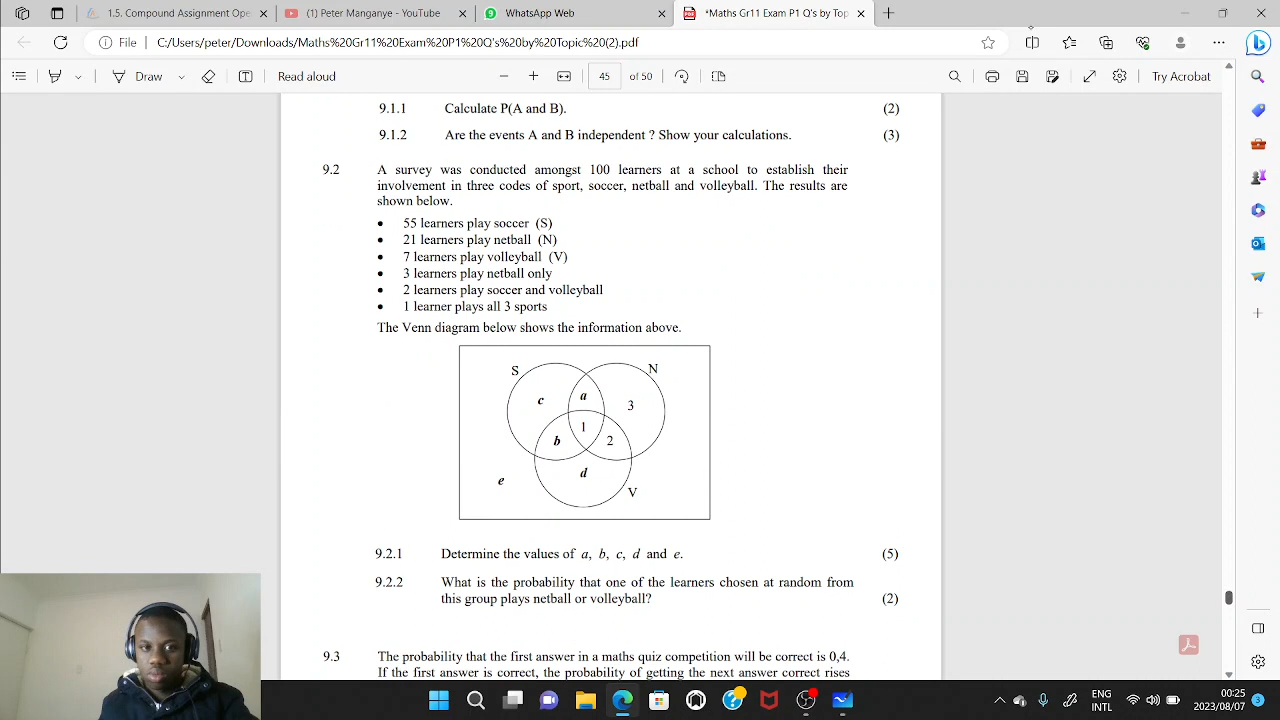 1.5. Compound Assignment Ope
(1) Peter Manganye - YouTube
WhatsApp Web
*Maths Gr11 Exam P1 Q's by Top
File
C:/Users/peter/Downloads/Maths%20Gr11%20Exam%20P1%20Q's%20by%20Topic%20(2).pdf
Draw
Read aloud
45 of 50
Try Acrobat
9.1.1 Calculate P(A and B). (2)
9.1.2 Are the events A and B independent ? Show your calculations. (3)
9.2 A survey was conducted amongst 100 learners at a school to establish their
involvement in three codes of sport, soccer, netball and volleyball. The results are
shown below.
• 55 learners play soccer (S)
• 21 learners play netball (N)
• 7 learners play volleyball (V)
• 3 learners play netball only
• 2 learners play soccer and volleyball
• 1 learner plays all 3 sports
The Venn diagram below shows the information above.
S N
a
c 3
1
b 2
d
e
V
9.2.1 Determine the values of a, b, c, d and e. (5)
9.2.2 What is the probability that one of the learners chosen at random from
this group plays netball or volleyball? (2)
9.3 The probability that the first answer in a maths quiz competition will be correct is 0,4.
If the first answer is correct, the probability of getting the next answer correct rises
ENG
INTL
00:25
2023/08/07
3